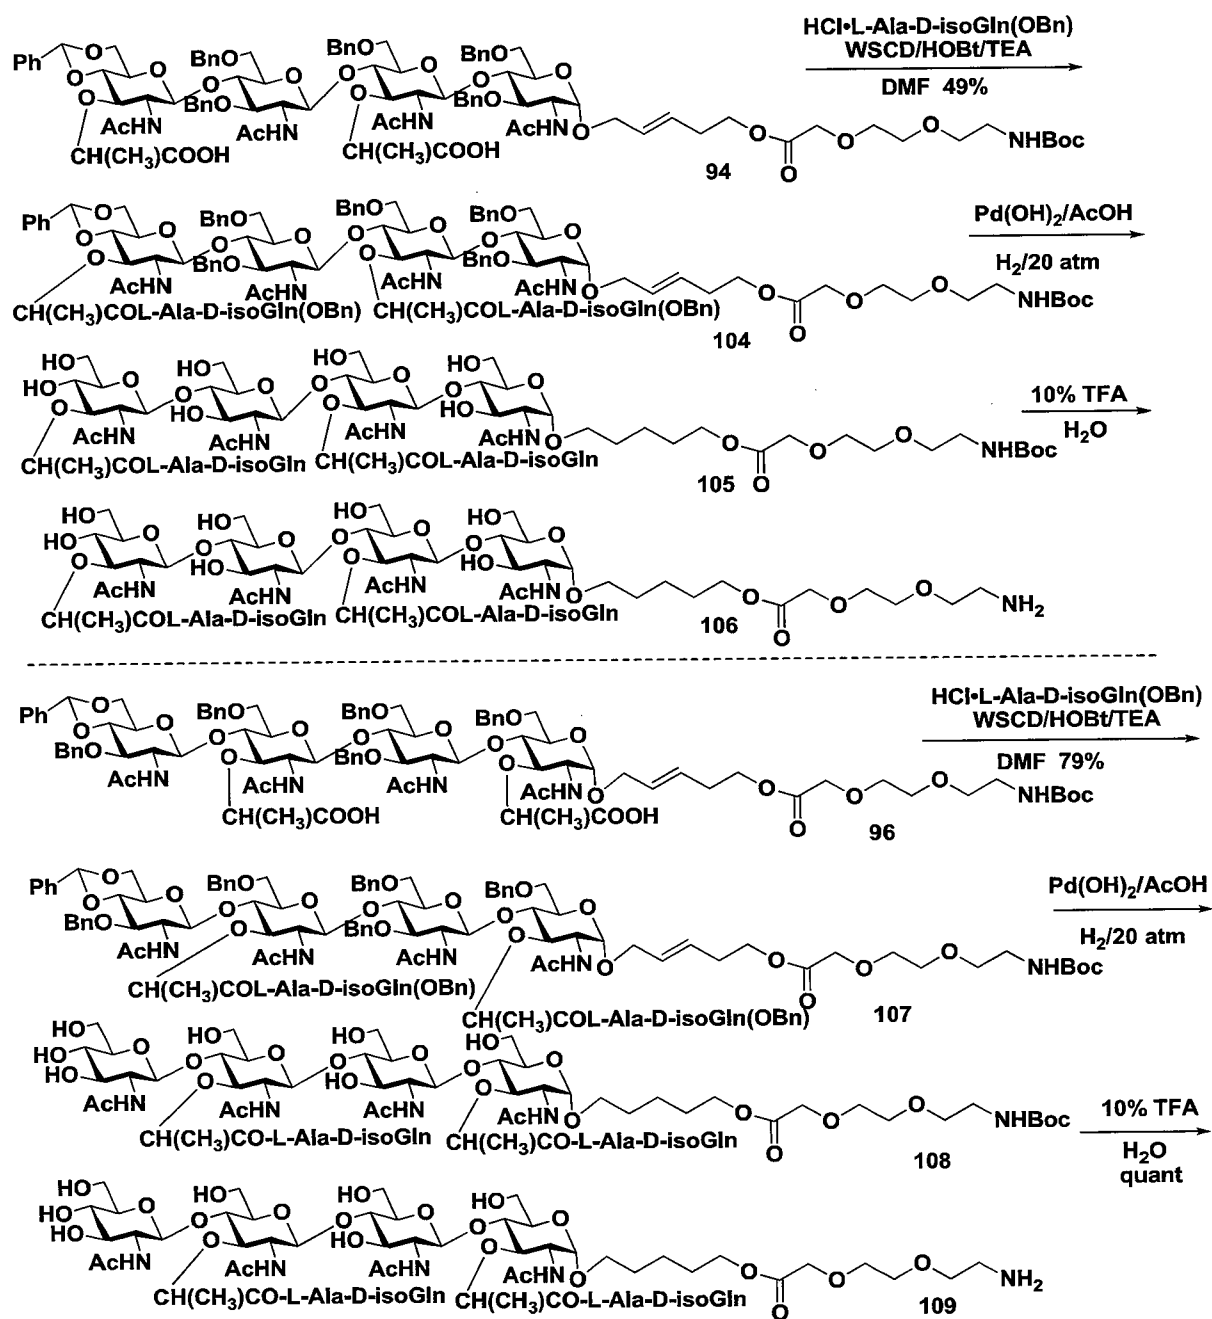 HCl•L-Ala-D-isoGln(OBn)
WSCD/HOBt/TEA
DMF 49%
Ph O O O BnO O BnO O BnO O
O O BnO O O BnO
AcHN AcHN AcHN AcHN O O O O NHBoc
CH(CH3)COOH CH(CH3)COOH O
94
Ph O O O BnO O BnO O BnO O
Pd(OH)2/AcOH
H2/20 atm
O O BnO O O BnO
AcHN AcHN AcHN AcHN O O O O NHBoc
CH(CH3)COL-Ala-D-isoGln(OBn) CH(CH3)COL-Ala-D-isoGln(OBn) O
104
HO O HO O HO O HO O
HO O O HO O O O HO
10% TFA
H2O
AcHN AcHN AcHN AcHN O O O O NHBoc
CH(CH3)COL-Ala-D-isoGln CH(CH3)COL-Ala-D-isoGln O
105
HO O HO O HO O HO O
HO O O HO O O O HO
AcHN AcHN AcHN AcHN O O O O NH2
CH(CH3)COL-Ala-D-isoGln CH(CH3)COL-Ala-D-isoGln O
106
HCl•L-Ala-D-isoGln(OBn)
WSCD/HOBt/TEA
DMF 79%
Ph O O O BnO O BnO O BnO O
BnO O O O BnO O O
AcHN AcHN AcHN AcHN O O O O NHBoc
CH(CH3)COOH CH(CH3)COOH O
96
Ph O O O BnO O BnO O BnO O
Pd(OH)2/AcOH
H2/20 atm
BnO O O O BnO O O
AcHN AcHN AcHN AcHN O O O O NHBoc
CH(CH3)COL-Ala-D-isoGln(OBn) O
107
CH(CH3)COL-Ala-D-isoGln(OBn)
HO O HO O HO O HO O
HO HO O O O HO O O
10% TFA
H2O
quant
AcHN AcHN AcHN AcHN O O O O NHBoc
CH(CH3)CO-L-Ala-D-isoGln CH(CH3)CO-L-Ala-D-isoGln O
108
HO O HO O HO O HO O
HO HO O O O HO O O
AcHN AcHN AcHN AcHN O O O O NH2
CH(CH3)CO-L-Ala-D-isoGln CH(CH3)CO-L-Ala-D-isoGln O
109